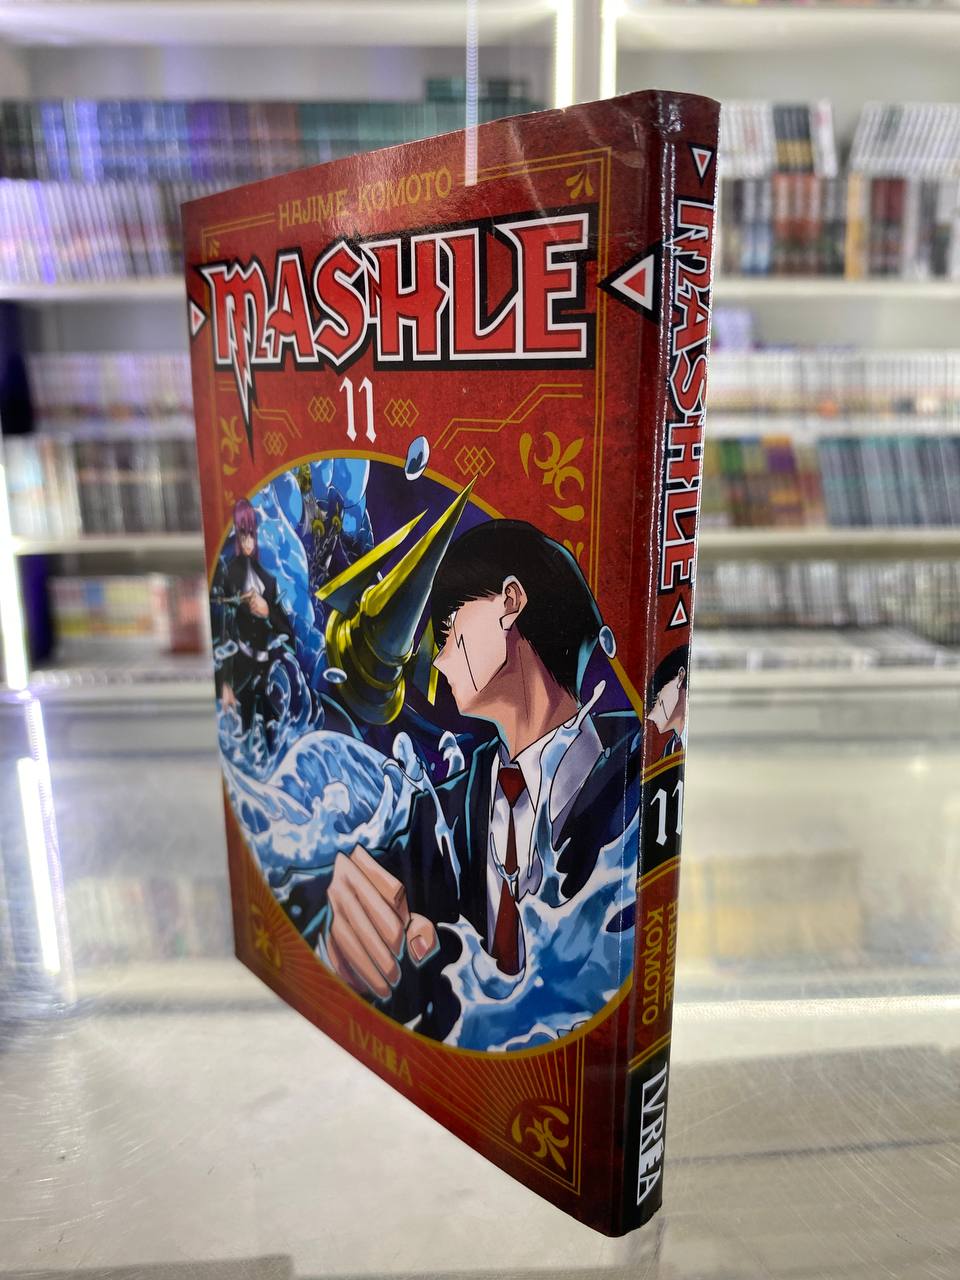 HAJIME KOMOTO
MASHLE
11
IVREA
MASHLE
11
HAJIME
KOMOTO
IVREA